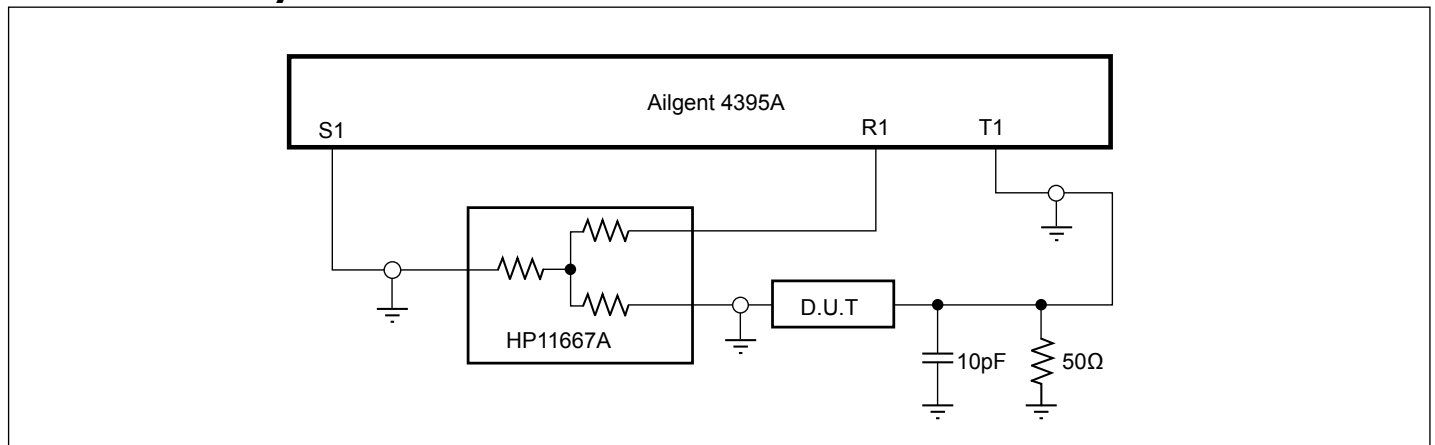 Ailgent 4395A
S1
R1
T1
D.U.T
HP11667A
10pF
50Ω